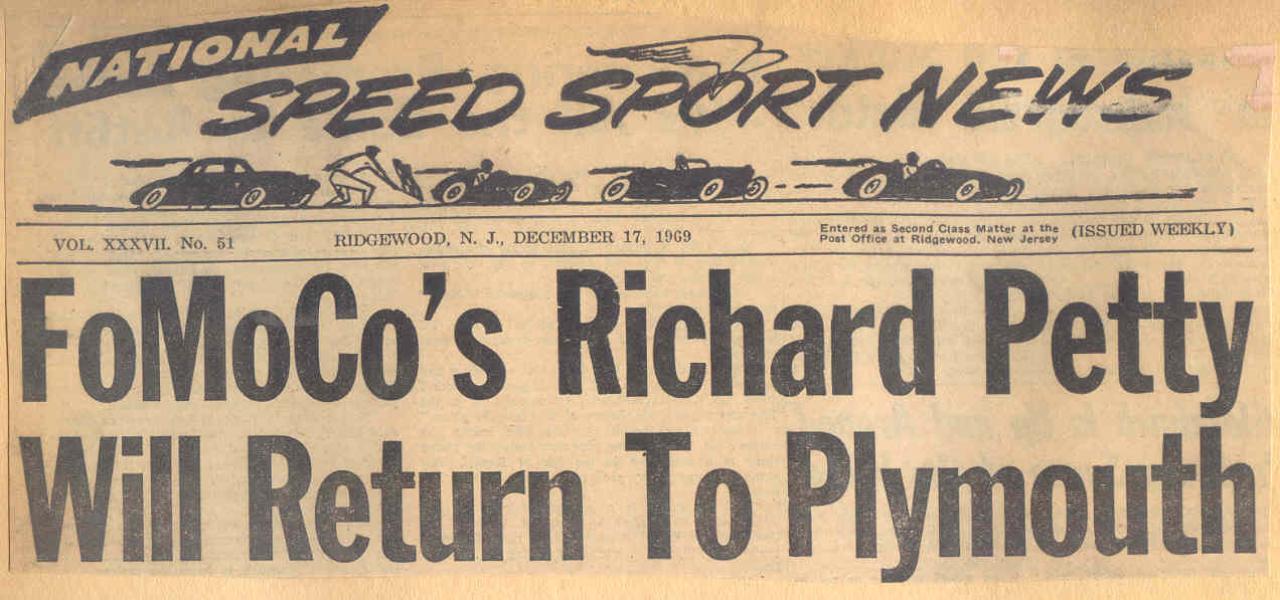 NATIONAL
SPEED SPORT NEWS
VOL. XXXVII. No. 51
RIDGEWOOD, N. J., DECEMBER 17, 1969
Entered as Second Class Matter at the
Post Office at Ridgewood, New Jersey
(ISSUED WEEKLY)
FoMoCo's Richard Petty
Will Return To Plymouth